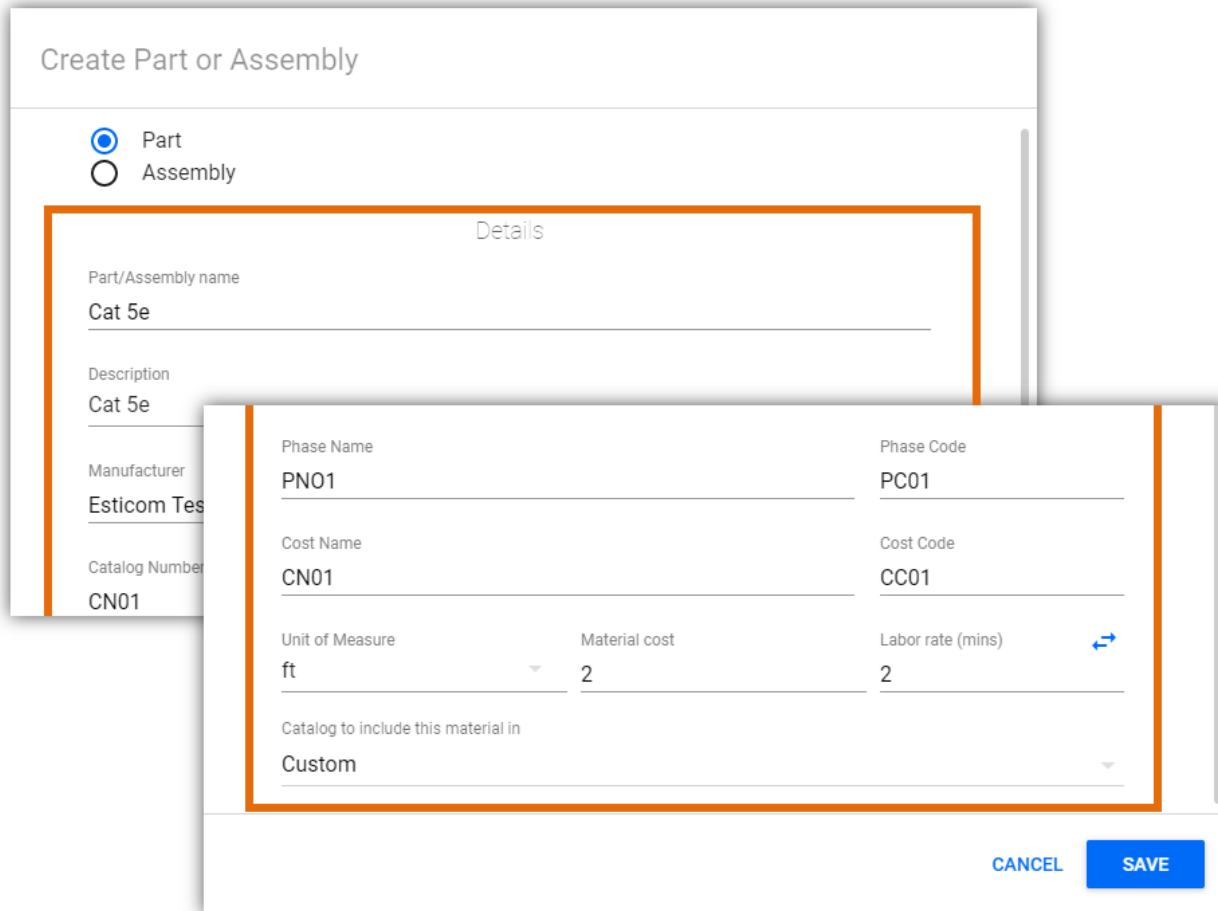 Create Part or Assembly
Part
Assembly
Details
Part/Assembly name
Cat 5e
Description
Cat 5e
Manufacturer
Esticom Tes
Catalog Number
CN01
Phase Name
Phase Code
PNO1
PC01
Cost Name
Cost Code
CN01
CC01
Unit of Measure
Material cost
Labor rate (mins)
ft
2
2
Catalog to include this material in
Custom
CANCEL
SAVE